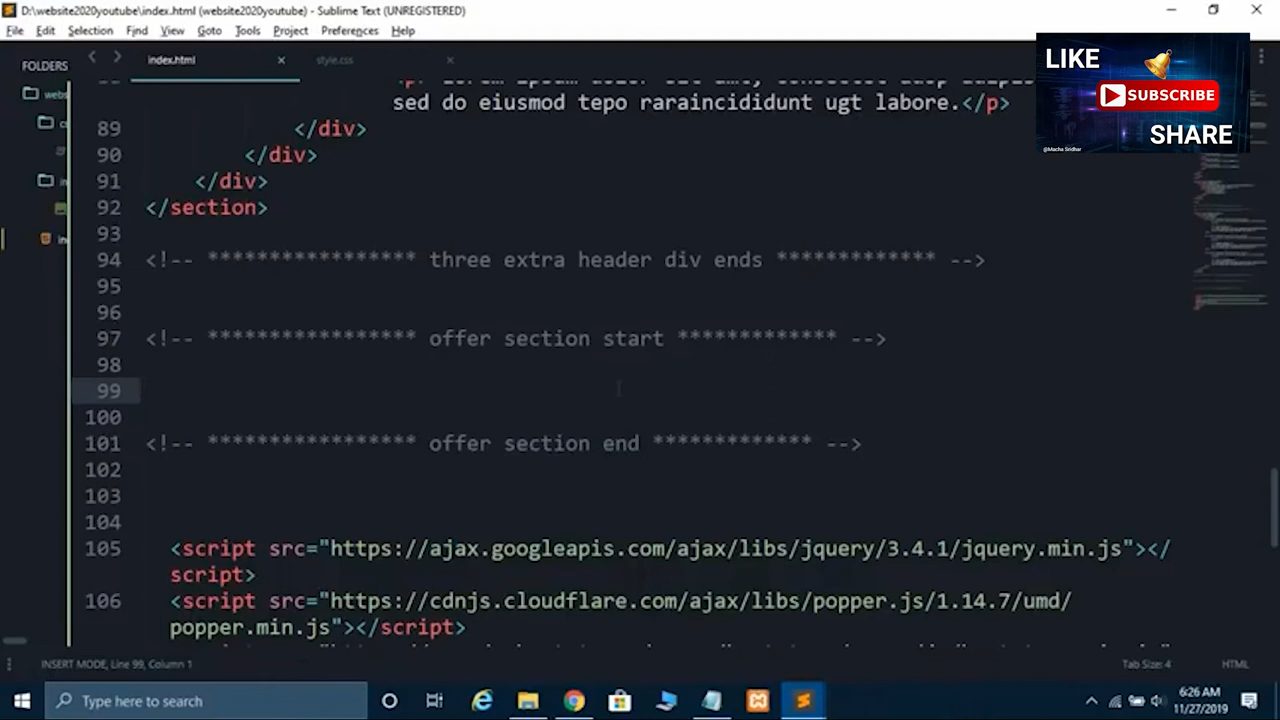 D:\website2020youtube\index.html (website2020youtube) - Sublime Text (UNREGISTERED)
File Edit Selection Find View Goto Tools Project Preferences Help
FOLDERS
index.html
style.css
LIKE
SUBSCRIBE
SHARE
@Macha Sridhar
webs
sed do eiusmod tepo raraincididunt ugt labore.</p>
89 </div>
90 </div>
91 </div>
92 </section>
93
94 <!-- ***************** three extra header div ends ************* -->
95
96
97 <!-- ***************** offer section start ************* -->
98
99
100
101 <!-- ***************** offer section end ************* -->
102
103
104
105 <script src="https://ajax.googleapis.com/ajax/libs/jquery/3.4.1/jquery.min.js"></
script>
106 <script src="https://cdnjs.cloudflare.com/ajax/libs/popper.js/1.14.7/umd/
popper.min.js"></script>
INSERT MODE, Line 99, Column 1
Tab Size: 4
HTML
Type here to search
6:26 AM
11/27/2019